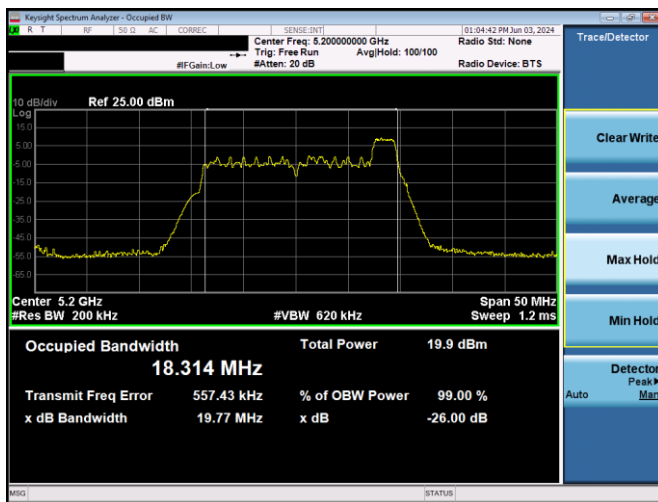 Keysight Spectrum Analyzer - Occupied BW
R T RF 50 Ω AC CORREC SENSE:INT 01:04:42 PM Jun 03, 2024
Center Freq: 5.200000000 GHz Radio Std: None
Trig: Free Run Avg|Hold: 100/100
#IFGain:Low #Atten: 20 dB Radio Device: BTS
Trace/Detector
10 dB/div Ref 25.00 dBm
Log
15.0
5.00
-5.00
-15.0
-25.0
-35.0
-45.0
-55.0
-65.0
Center 5.2 GHz Span 50 MHz
#Res BW 200 kHz #VBW 620 kHz Sweep 1.2 ms
Occupied Bandwidth Total Power 19.9 dBm
18.314 MHz
Transmit Freq Error 557.43 kHz % of OBW Power 99.00 %
x dB Bandwidth 19.77 MHz x dB -26.00 dB
Clear Write
Average
Max Hold
Min Hold
Detector
Peak
Auto Man
MSG STATUS